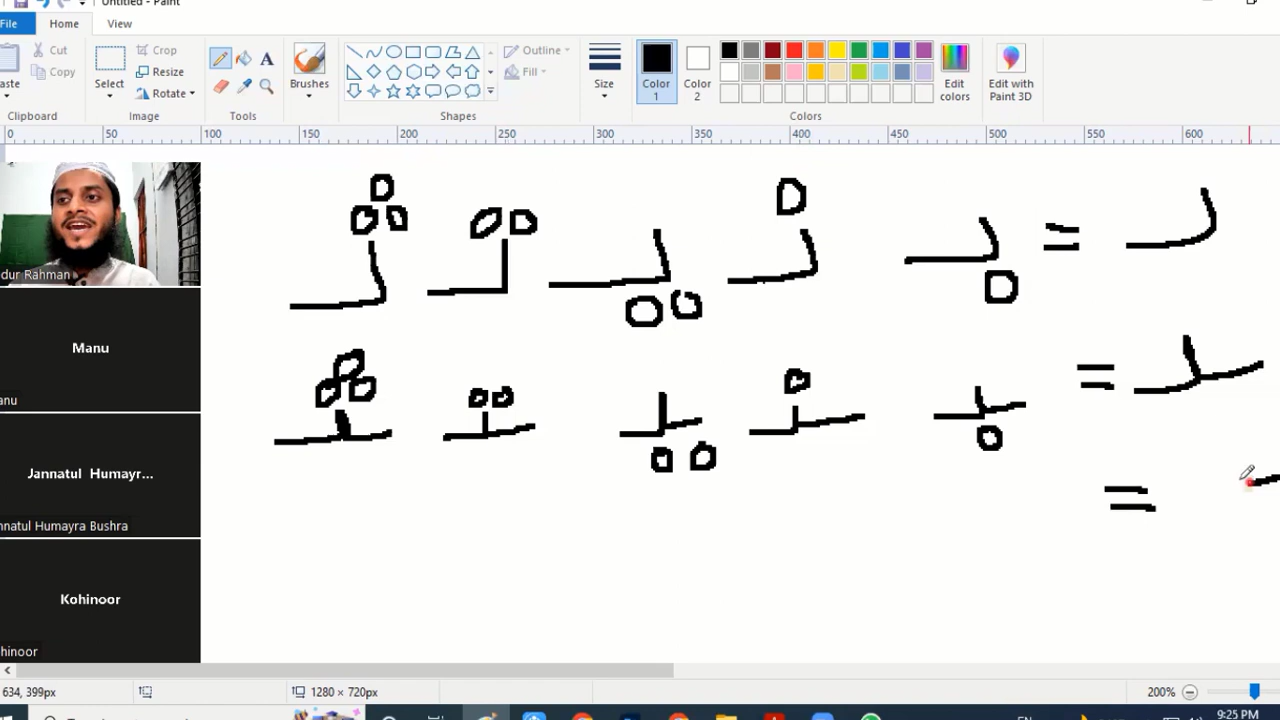 Untitled - Paint
File Home View
Cut
Copy
Crop
Resize
Rotate
Select
Brushes
Outline
Fill
Size
Color 1
Color 2
Edit colors
Edit with Paint 3D
Clipboard
Image
Tools
Shapes
Colors
0 50 100 150 200 250 300 350 400 450 500 550 600
dur Rahman
Manu
anu
Jannatul Humayr...
nnatul Humayra Bushra
Kohinoor
hinoor
ﺛ ﺗ ﻳ ﻧ ﺑ = ٮ
ﺜ ﺘ ﻴ ﻨ ﺒ =
=
634, 399px
1280 × 720px
200%
9:25 PM
EN